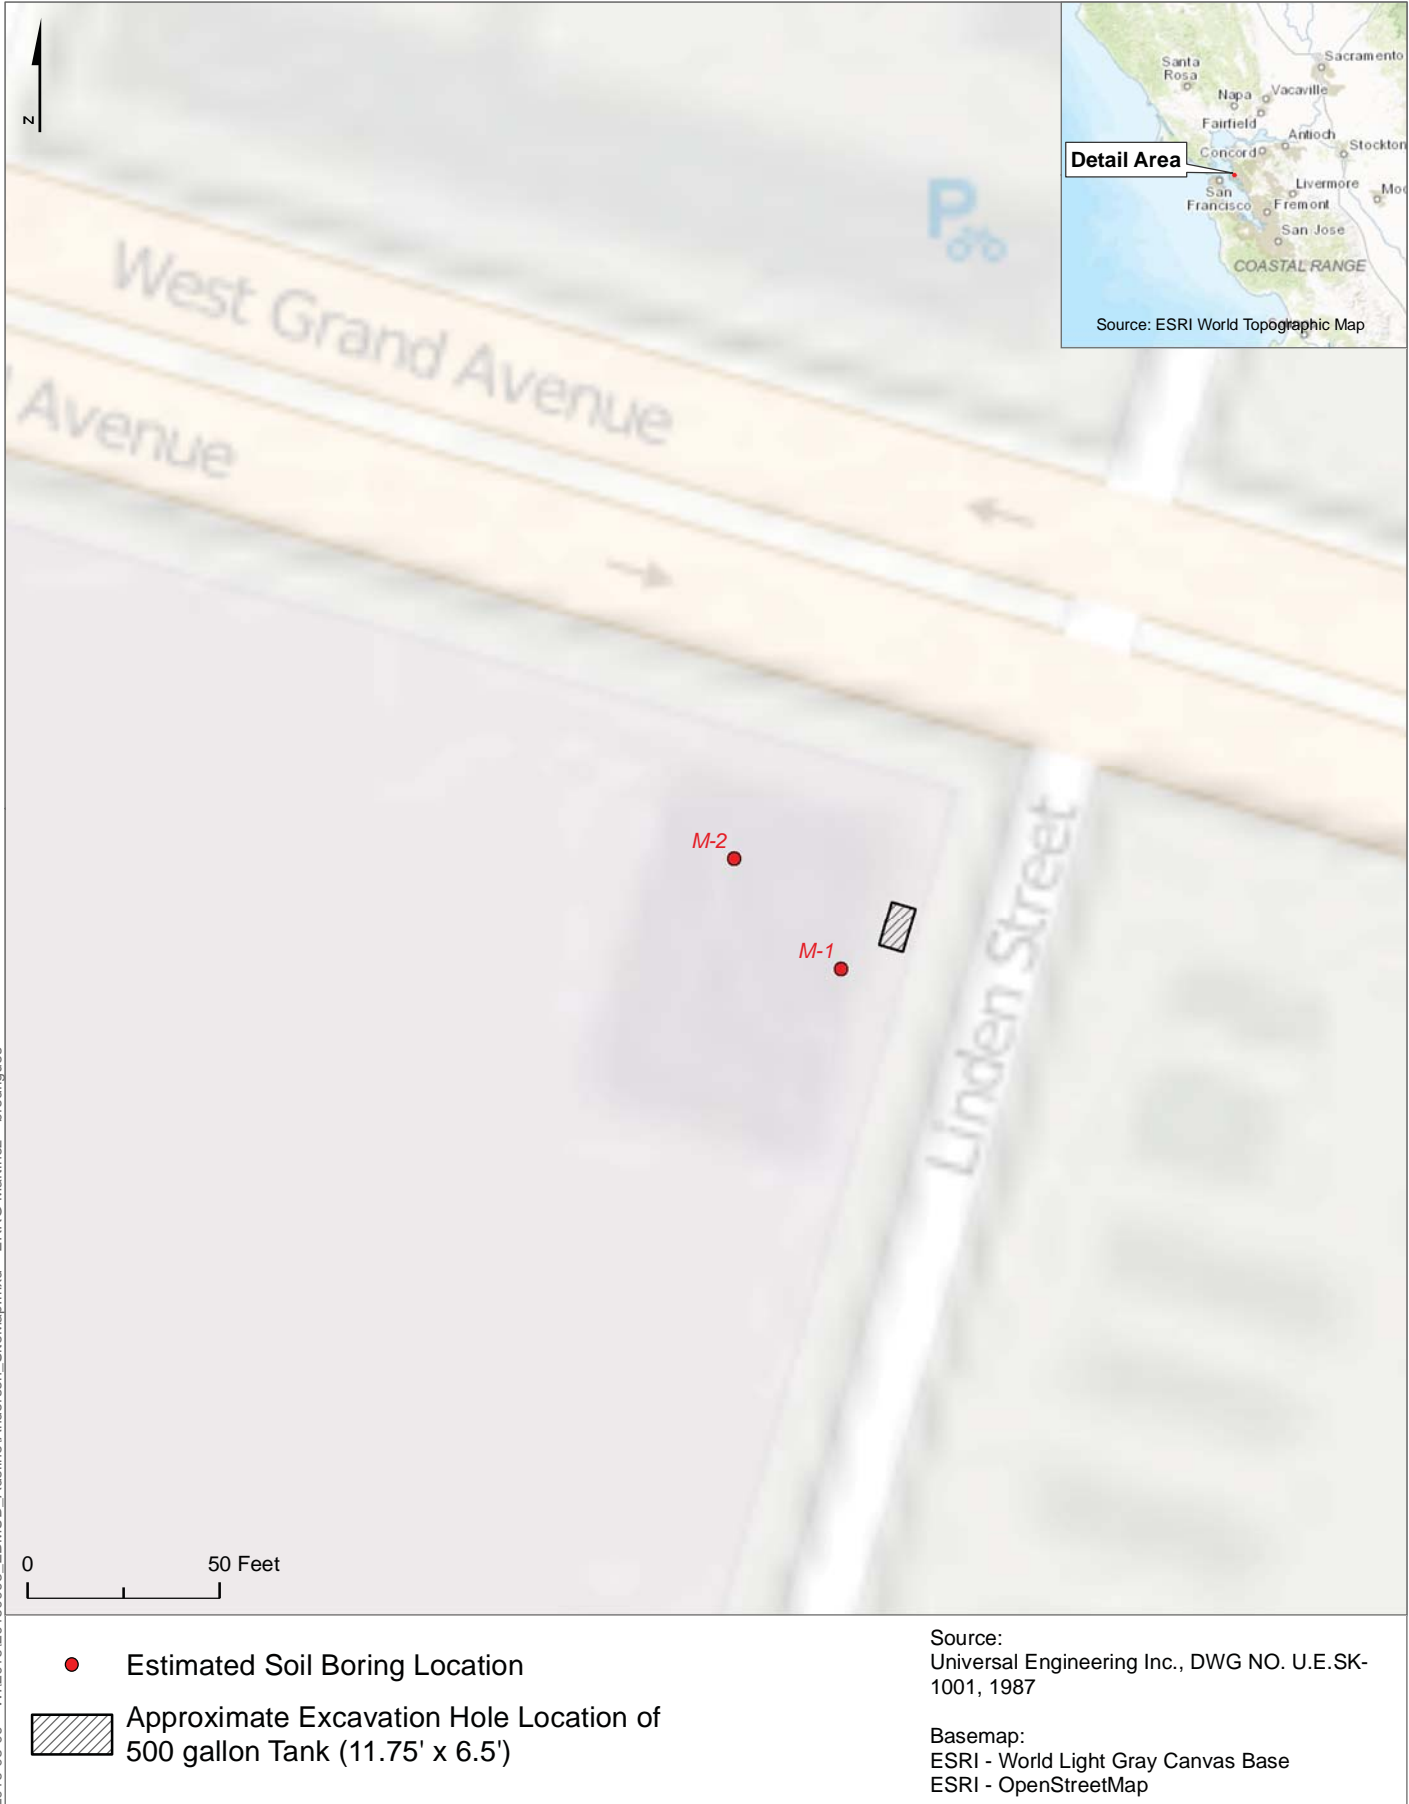 N
Santa
Rosa
Sacramento
Napa
Vacaville
Fairfield
Antioch
Concord
Stockton
Detail Area
San
Francisco
Livermore
Fremont
San Jose
COASTAL RANGE
Source: ESRI World Topographic Map
P
West Grand Avenue
Avenue
M-2
M-1
Linden Street
0 50 Feet
Estimated Soil Boring Location
Approximate Excavation Hole Location of
500 gallon Tank (11.75' x 6.5')
Source:
Universal Engineering Inc., DWG NO. U.E.SK-
1001, 1987
Basemap:
ESRI - World Light Gray Canvas Base
ESRI - OpenStreetMap